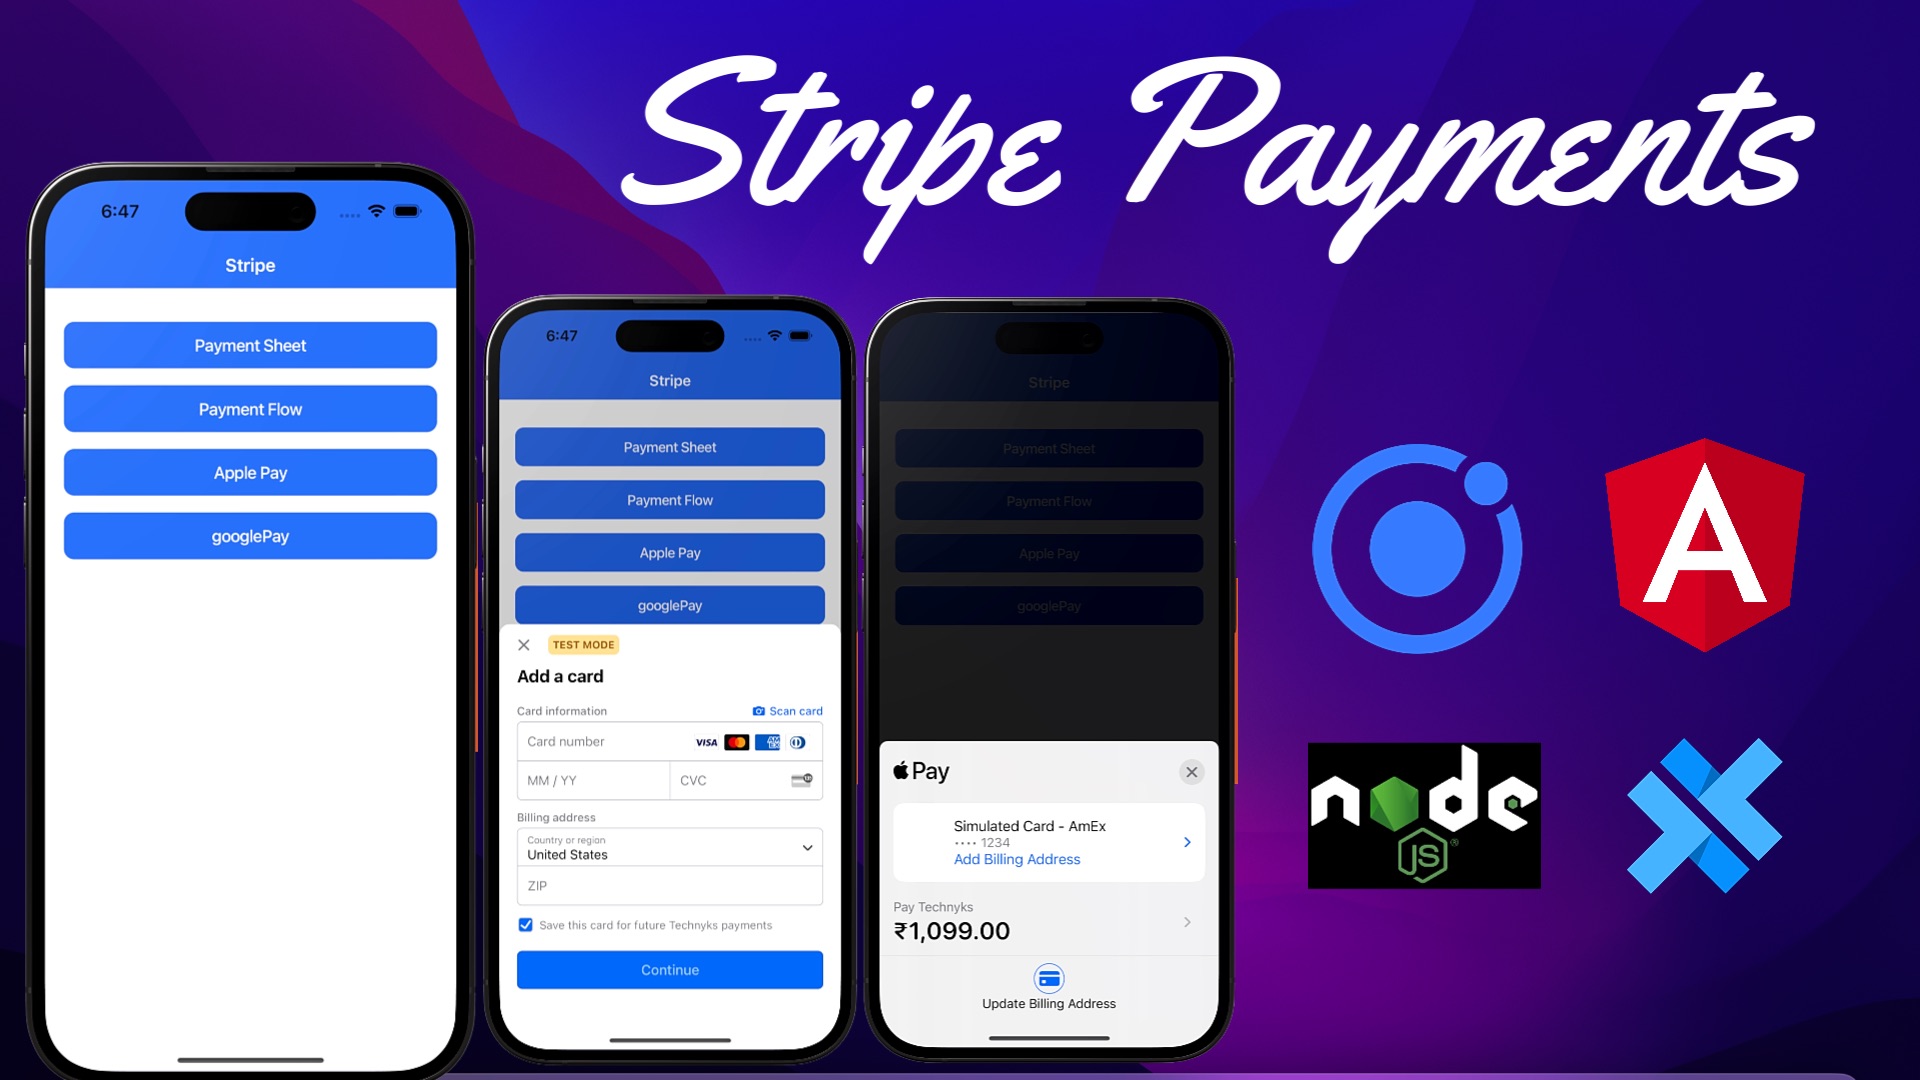 Stripe Payments
6:47
Stripe
Payment Sheet
Payment Flow
Apple Pay
googlePay
6:47
Stripe
Payment Sheet
Payment Flow
Apple Pay
googlePay
TEST MODE
Add a card
Card information
Scan card
Card number
VISA
AM EX
MM / YY
CVC
Billing address
Country or region
United States
ZIP
Save this card for future Technyks payments
Continue
Stripe
Payment Sheet
Payment Flow
Apple Pay
googlePay
Pay
Simulated Card - AmEx
•••• 1234
Add Billing Address
Pay Technyks
₹1,099.00
Update Billing Address
A
node
JS®